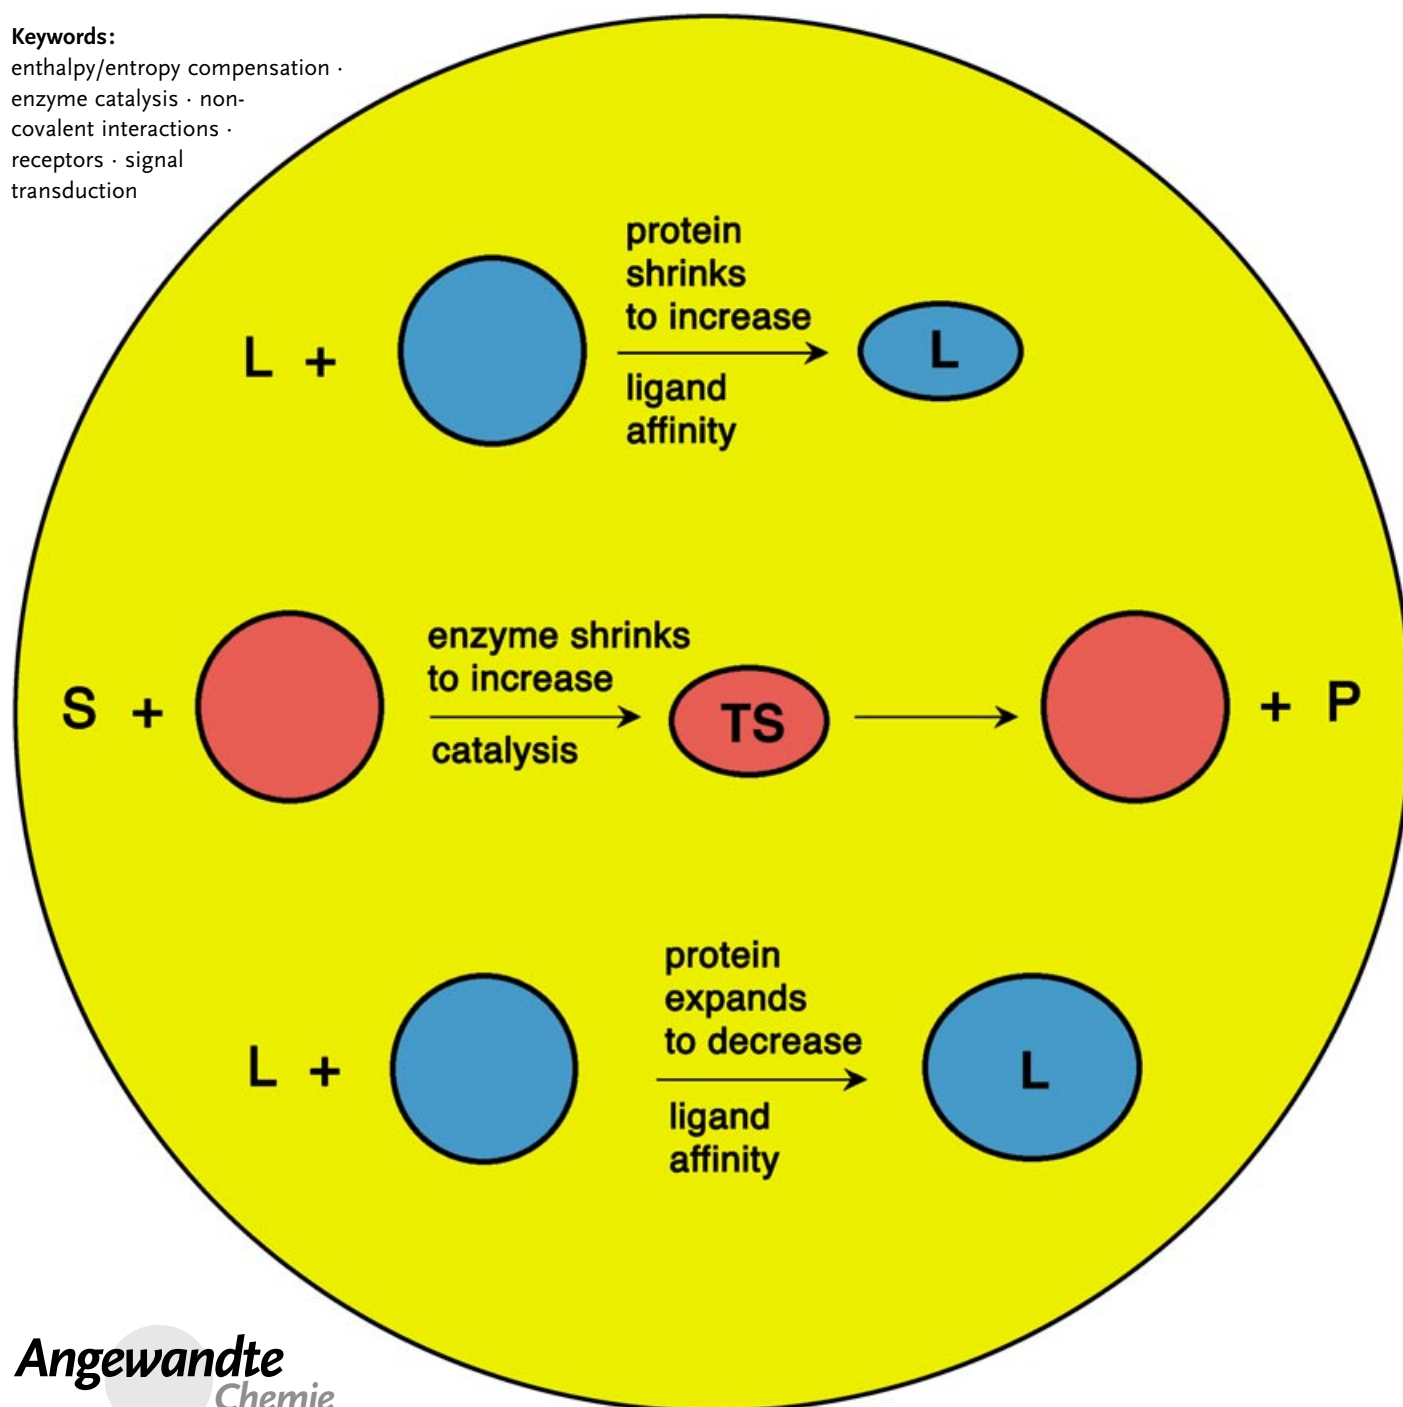 Keywords:
enthalpy/entropy compensation ·
enzyme catalysis · non-
covalent interactions ·
receptors · signal
transduction
protein
shrinks
to increase
L +
L
ligand
affinity
enzyme shrinks
to increase
S +
TS
+ P
catalysis
protein
expands
to decrease
L +
L
ligand
affinity
Angewandte
Chemie